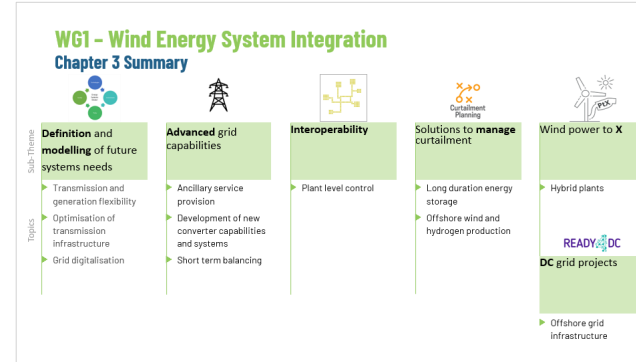 WG1 – Wind Energy System Integration
Chapter 3 Summary
Curtailment
Planning
PtX
Sub-Theme
Definition and
modelling of future
systems needs
Advanced grid
capabilities
Interoperability
Solutions to manage
curtailment
Wind power to X
Topics
Transmission and
generation flexibility
Optimisation of
transmission
infrastructure
Grid digitalisation
Ancillary service
provision
Development of new
converter capabilities
and systems
Short term balancing
Plant level control
Long duration energy
storage
Offshore wind and
hydrogen production
Hybrid plants
READY4DC
DC grid projects
Offshore grid
infrastructure